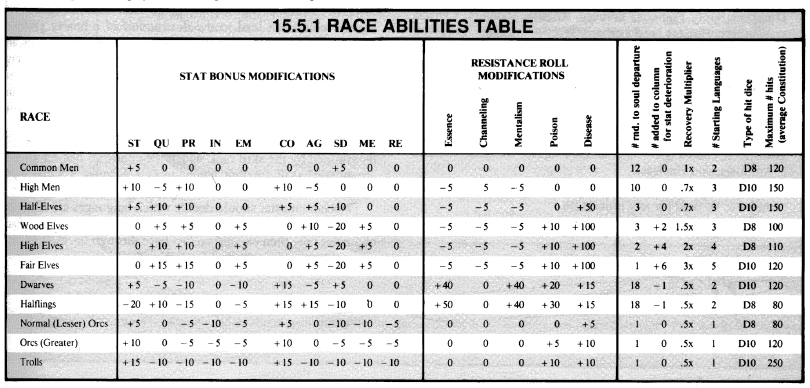 15.5.1 RACE ABILITIES TABLE
RACE
STAT BONUS MODIFICATIONS
ST QU PR IN EM CO AG SD ME RE
RESISTANCE ROLL
MODIFICATIONS
Essence
Channeling
Mentalism
Poison
Disease
# rnd. to soul departure
# added to column
for stat deterioration
Recovery Multiplier
# Starting Languages
Type of hit dice
Maximum # hits
(average Constitution)
Common Men +5 0 0 0 0 0 0 +5 0 0 0 0 0 0 0 12 0 1x 2 D8 120
High Men +10 -5 +10 0 0 +10 -5 0 0 0 -5 5 -5 0 0 10 0 .7x 3 D10 150
Half-Elves +5 +10 +10 0 0 +5 +5 -10 0 0 -5 -5 -5 0 +50 3 0 .7x 3 D10 150
Wood Elves 0 +5 +5 0 +5 0 +10 -20 +5 0 -5 -5 -5 +10 +100 3 +2 1.5x 3 D8 100
High Elves 0 +10 +10 0 +5 0 +5 -20 +5 0 -5 -5 -5 +10 +100 2 +4 2x 4 D8 110
Fair Elves 0 +15 +15 0 +5 0 +5 -20 +5 0 -5 -5 -5 +10 +100 1 +6 3x 5 D10 120
Dwarves +5 -5 -10 0 -10 +15 -5 +5 0 0 +40 0 +40 +20 +15 18 -1 .5x 2 D10 120
Halflings -20 +10 -15 0 -5 +15 +15 -10 0 0 +50 0 +40 +30 +15 18 -1 .5x 2 D8 80
Normal (Lesser) Orcs +5 0 -5 -10 -5 +5 0 -10 -10 -5 0 0 0 0 +5 1 0 .5x 1 D8 80
Orcs (Greater) +10 0 -5 -5 -5 +10 0 -5 -5 -5 0 0 0 +5 +10 1 0 .5x 1 D10 120
Trolls +15 -10 -10 -10 -10 +15 -10 -10 -10 -10 0 0 0 +10 +10 1 0 .5x 1 D10 250